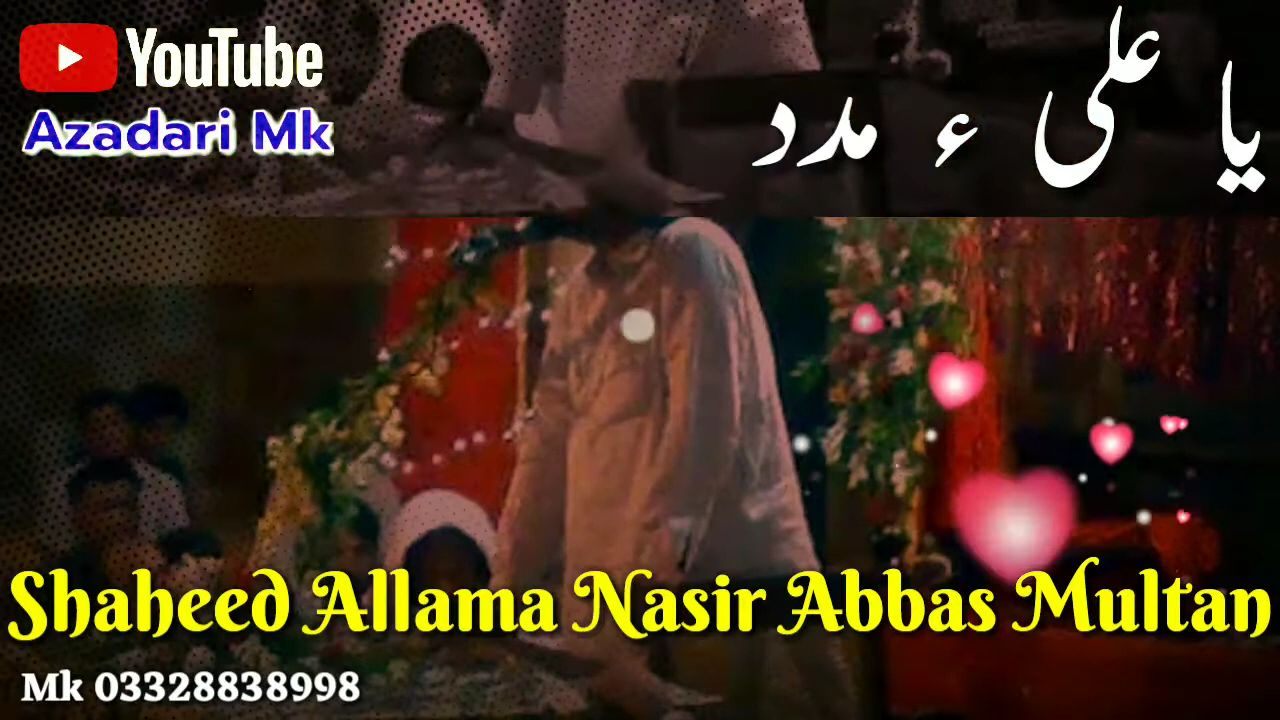 YouTube
Azadari Mk
یا علی ء مدد
Shaheed Allama Nasir Abbas Multan
Mk 03328838998